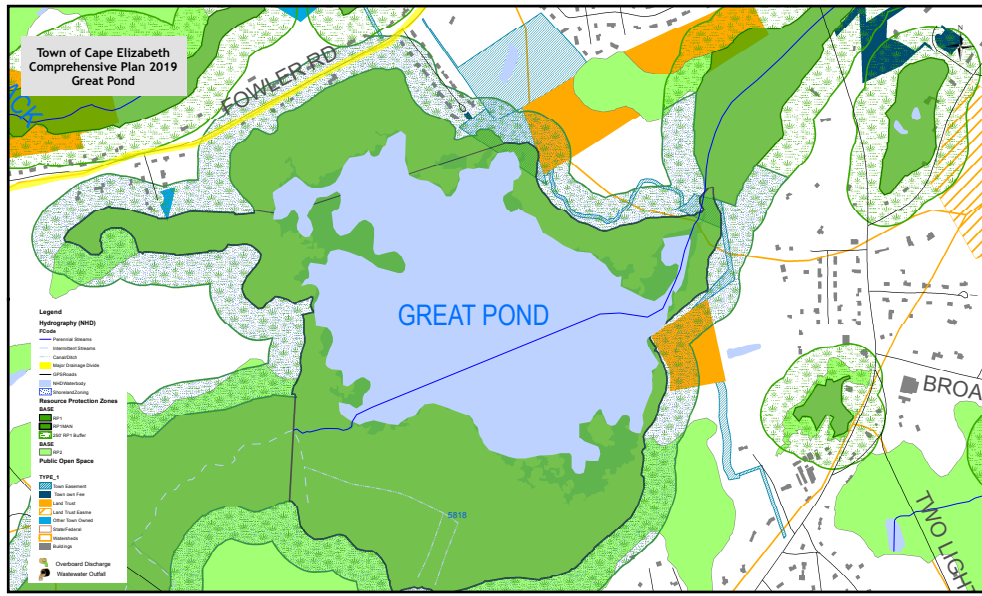 Town of Cape Elizabeth
Comprehensive Plan 2019
Great Pond
FOWLER RD
ACK
GREAT POND
BROA
TWO LIGH
5818
Legend
Hydrography (NHD)
FCode
Perennial Streams
Intermittent Streams
Canal/Ditch
Major Drainage Divide
GPSRoads
NHDWaterbody
ShorelandZoning
Resource Protection Zones
BASE
RP1
RP1MAN
250' RP1 Buffer
BASE
RP2
Public Open Space
TYPE_1
Town Easement
Town own Fee
Land Trust
Land Trust Easme
Other Town Owned
State/Federal
Watersheds
Buildings
Overboard Discharge
Wastewater Outfall